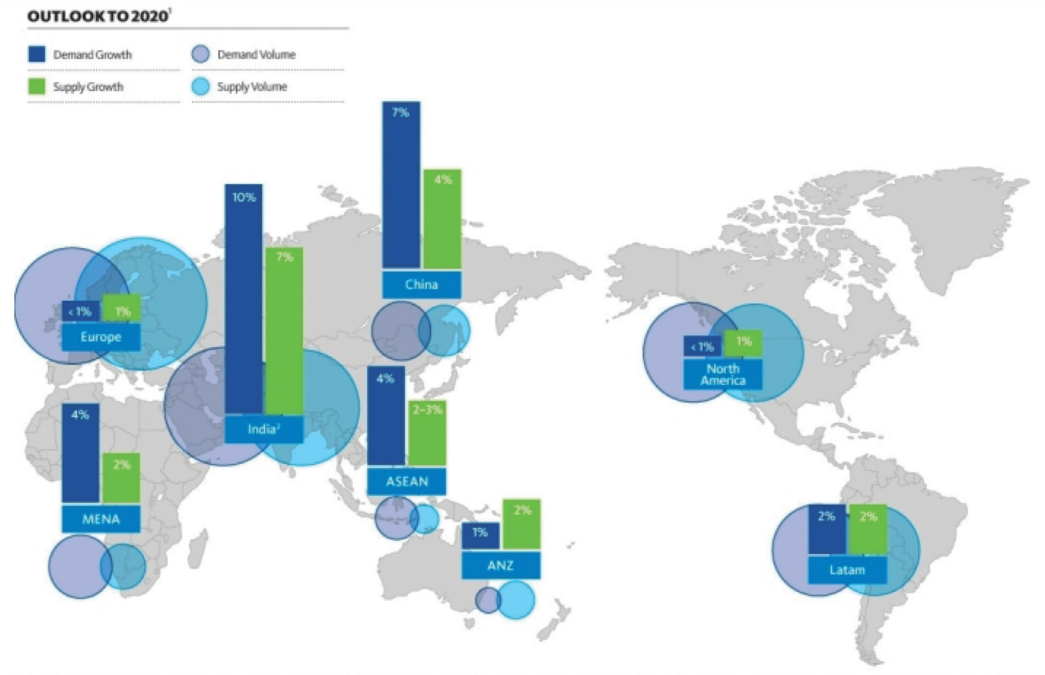 OUTLOOK TO 2020¹
Demand Growth
Demand Volume
Supply Growth
Supply Volume
7%
4%
China
10%
7%
India²
<1%
1%
Europe
4%
2–3%
ASEAN
4%
2%
MENA
1%
2%
ANZ
<1%
1%
North
America
2%
2%
Latam